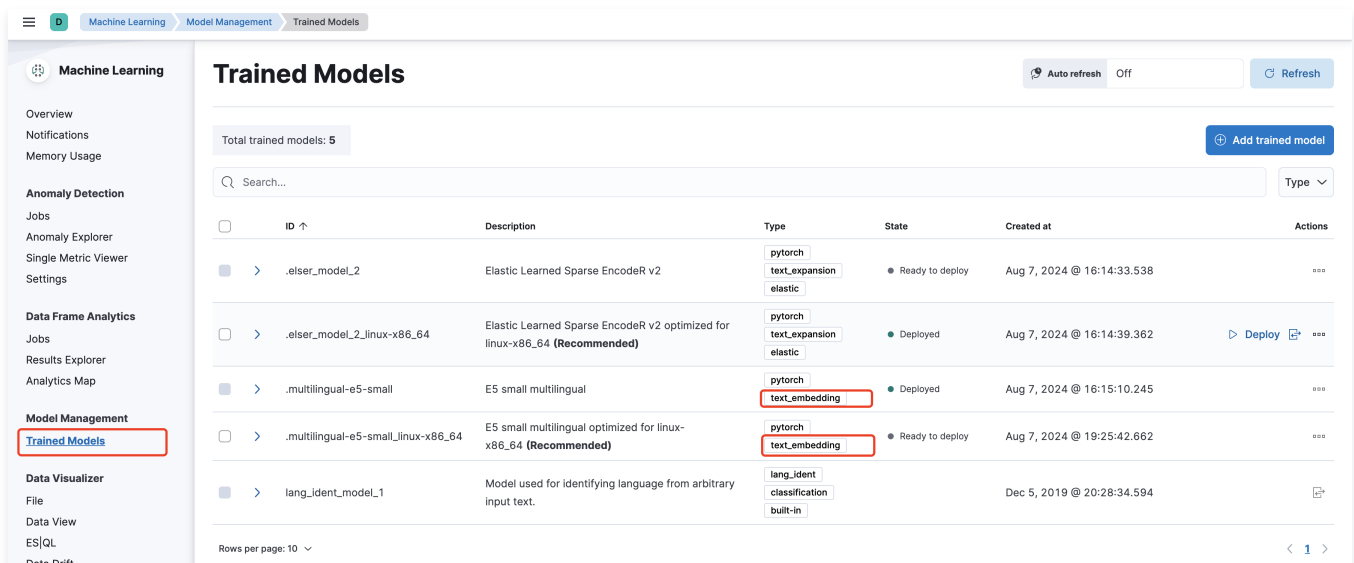 D Machine Learning Model Management Trained Models
Machine Learning
Overview
Notifications
Memory Usage
Anomaly Detection
Jobs
Anomaly Explorer
Single Metric Viewer
Settings
Data Frame Analytics
Jobs
Results Explorer
Analytics Map
Model Management
Trained Models
Data Visualizer
File
Data View
ES|QL
Data Drift
Trained Models
Auto refresh Off Refresh
Total trained models: 5
Add trained model
Search...
Type
ID Description Type State Created at Actions
.elser_model_2
Elastic Learned Sparse EncodeR v2
pytorch
text_expansion
elastic
Ready to deploy
Aug 7, 2024 @ 16:14:33.538
.elser_model_2_linux-x86_64
Elastic Learned Sparse EncodeR v2 optimized for
linux-x86_64 (Recommended)
pytorch
text_expansion
elastic
Deployed
Aug 7, 2024 @ 16:14:39.362
Deploy
.multilingual-e5-small
E5 small multilingual
pytorch
text_embedding
Deployed
Aug 7, 2024 @ 16:15:10.245
.multilingual-e5-small_linux-x86_64
E5 small multilingual optimized for linux-
x86_64 (Recommended)
pytorch
text_embedding
Ready to deploy
Aug 7, 2024 @ 19:25:42.662
lang_ident_model_1
Model used for identifying language from arbitrary
input text.
lang_ident
classification
built-in
Dec 5, 2019 @ 20:28:34.594
Rows per page: 10
1